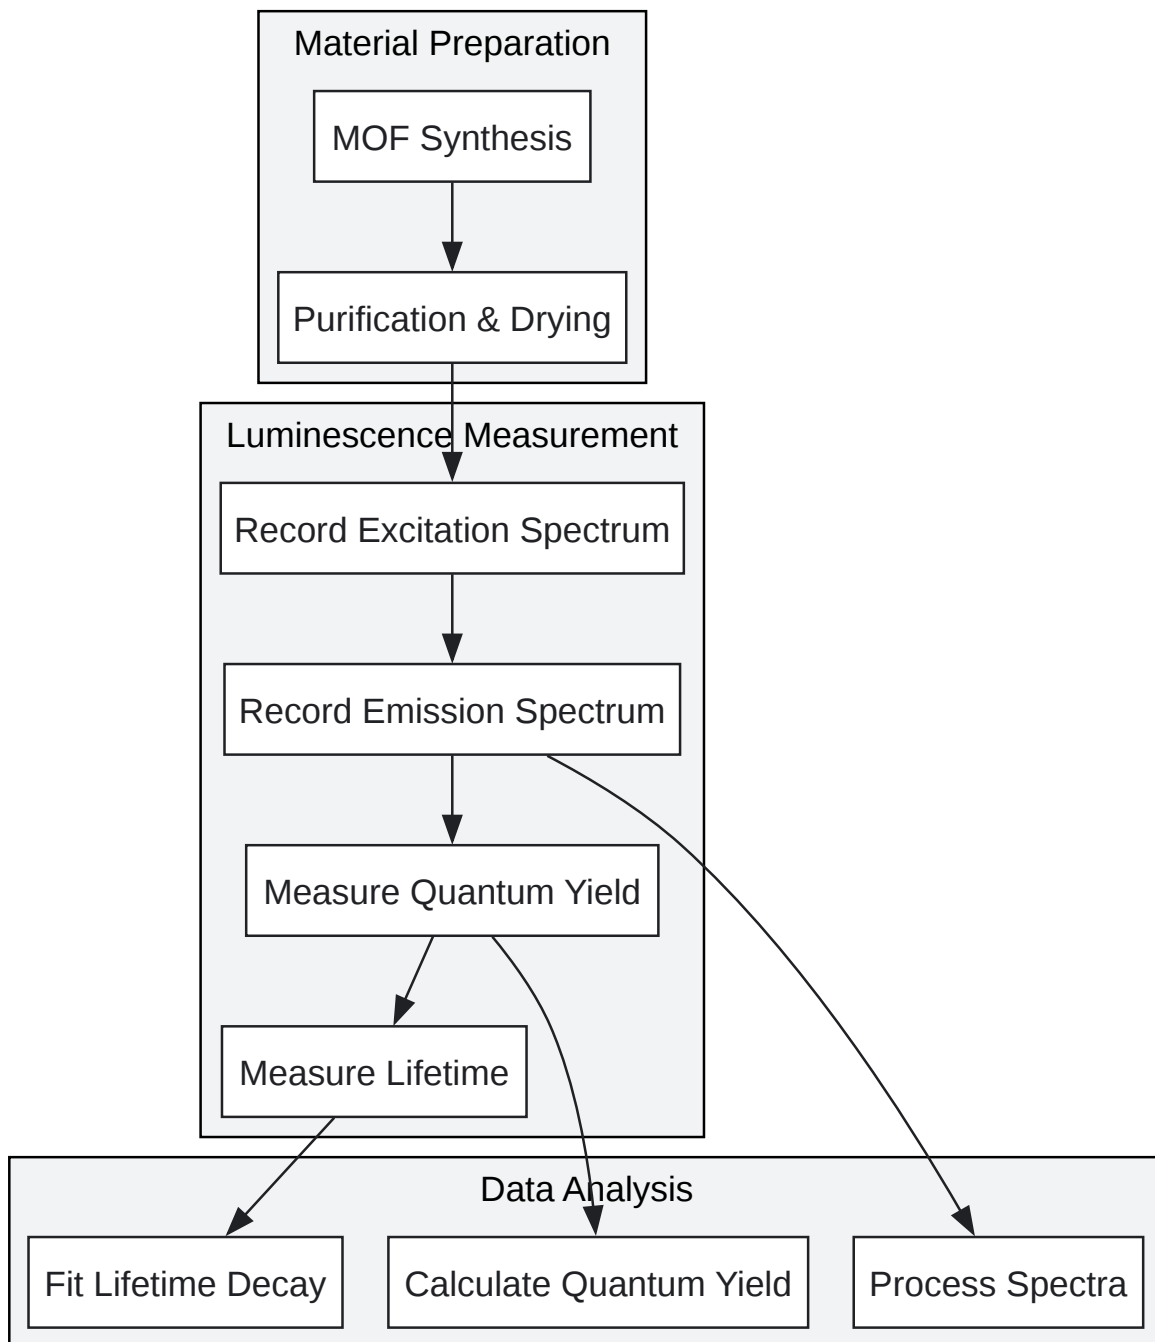 Material Preparation
MOF Synthesis
Purification & Drying
Luminescence Measurement
Record Excitation Spectrum
Record Emission Spectrum
Measure Quantum Yield
Measure Lifetime
Data Analysis
Fit Lifetime Decay
Calculate Quantum Yield
Process Spectra